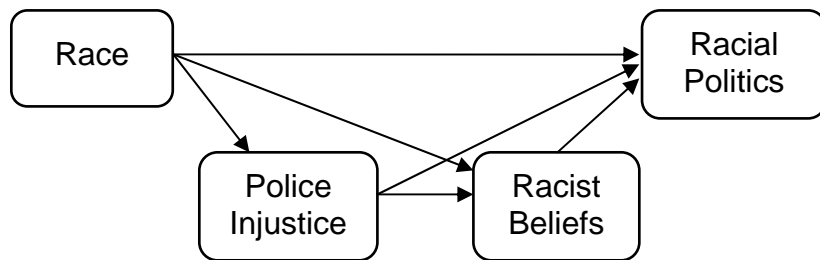 Race
Racial
Politics
Police
Injustice
Racist
Beliefs